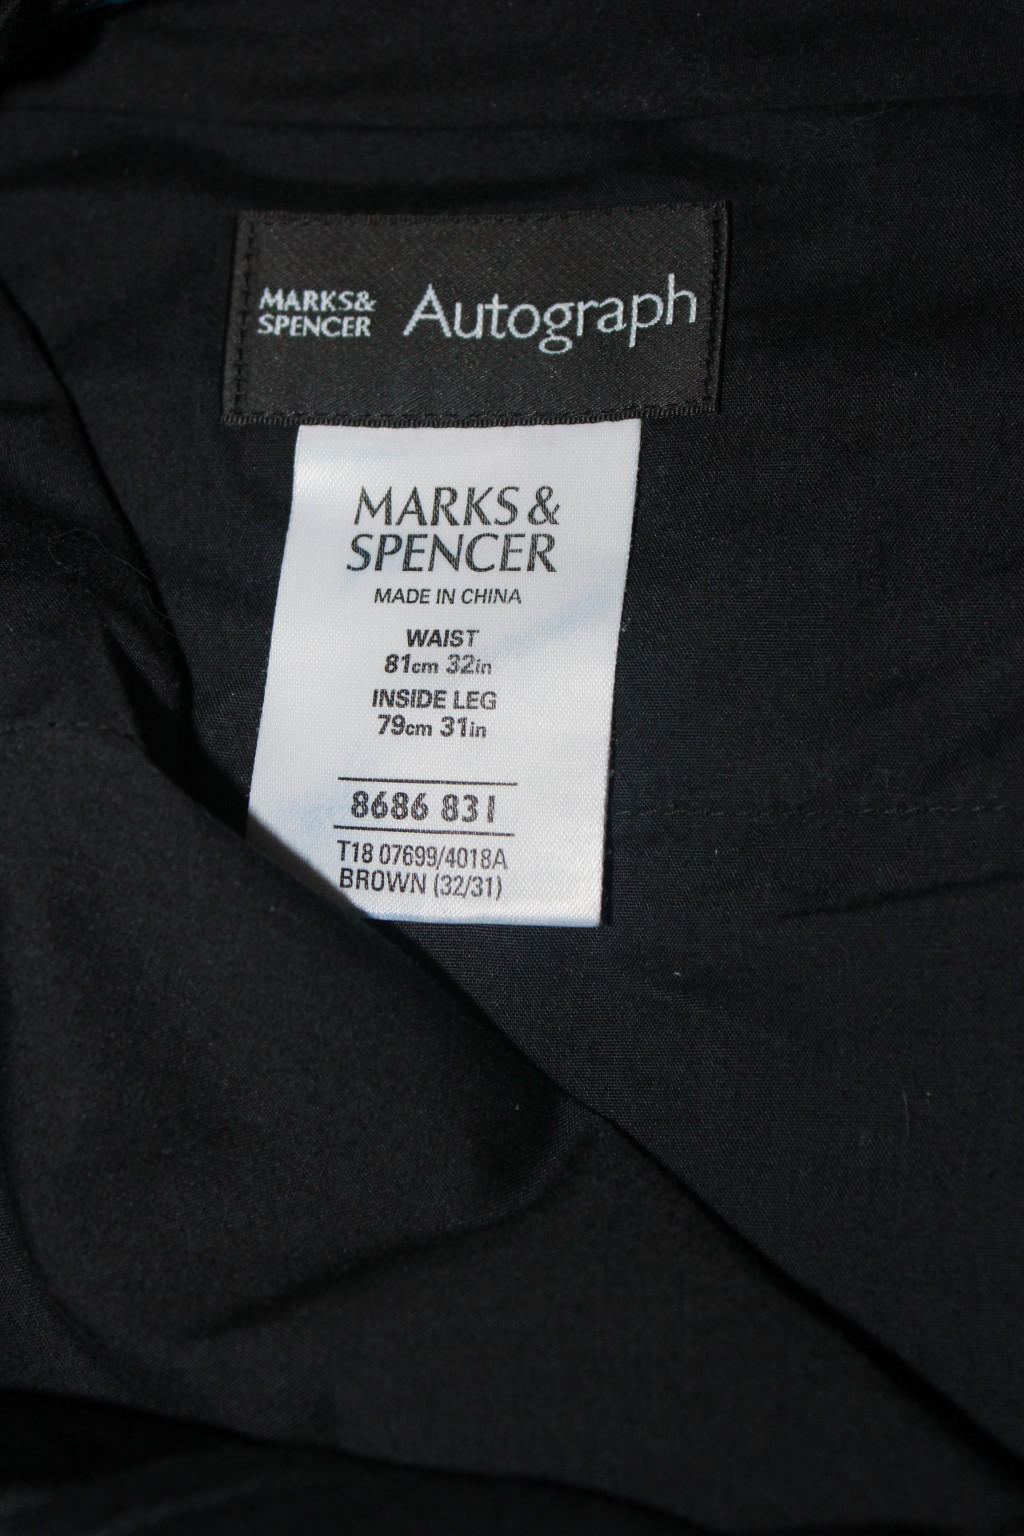 MARKS&
SPENCER
Autograph
MARKS &
SPENCER
MADE IN CHINA
WAIST
81cm 32in
INSIDE LEG
79cm 31in
8686 831
T18 07699/4018A
BROWN (32/31)